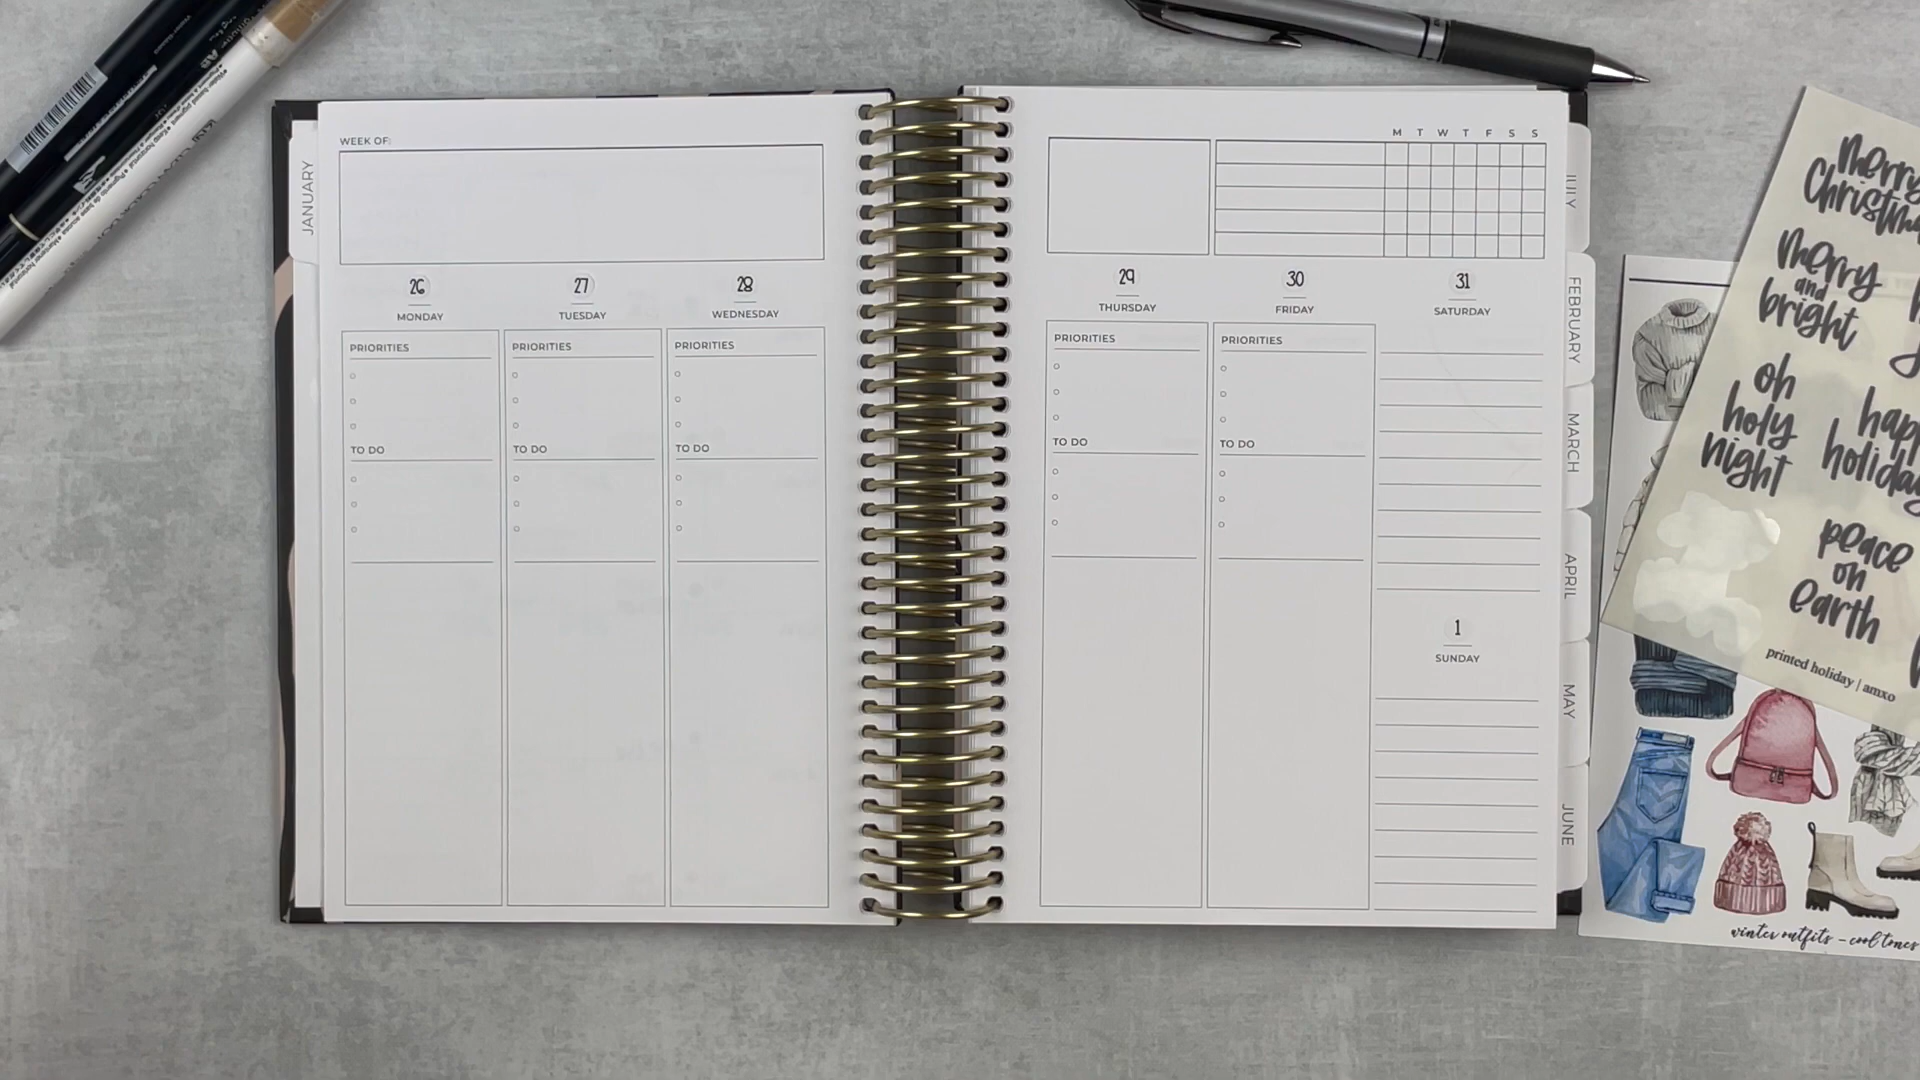 WEEK OF:
M T W T F S S
JANUARY
26
MONDAY
27
TUESDAY
28
WEDNESDAY
29
THURSDAY
30
FRIDAY
31
SATURDAY
PRIORITIES
PRIORITIES
PRIORITIES
PRIORITIES
PRIORITIES
TO DO
TO DO
TO DO
TO DO
TO DO
1
SUNDAY
JULY
FEBRUARY
MARCH
APRIL
MAY
JUNE
merry
and
bright
oh
holy
night
peace
on
earth
printed holiday | amxo
winter outfits - cool tones